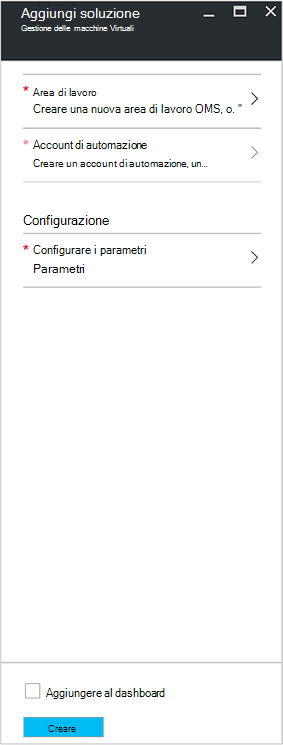 Aggiungi soluzione
Gestione delle macchine Virtuali
* Area di lavoro
Creare una nuova area di lavoro OMS, o. "
* Account di automazione
Creare un account di automazione, un...
Configurazione
* Configurare i parametri
Parametri
Aggiungere al dashboard
Creare